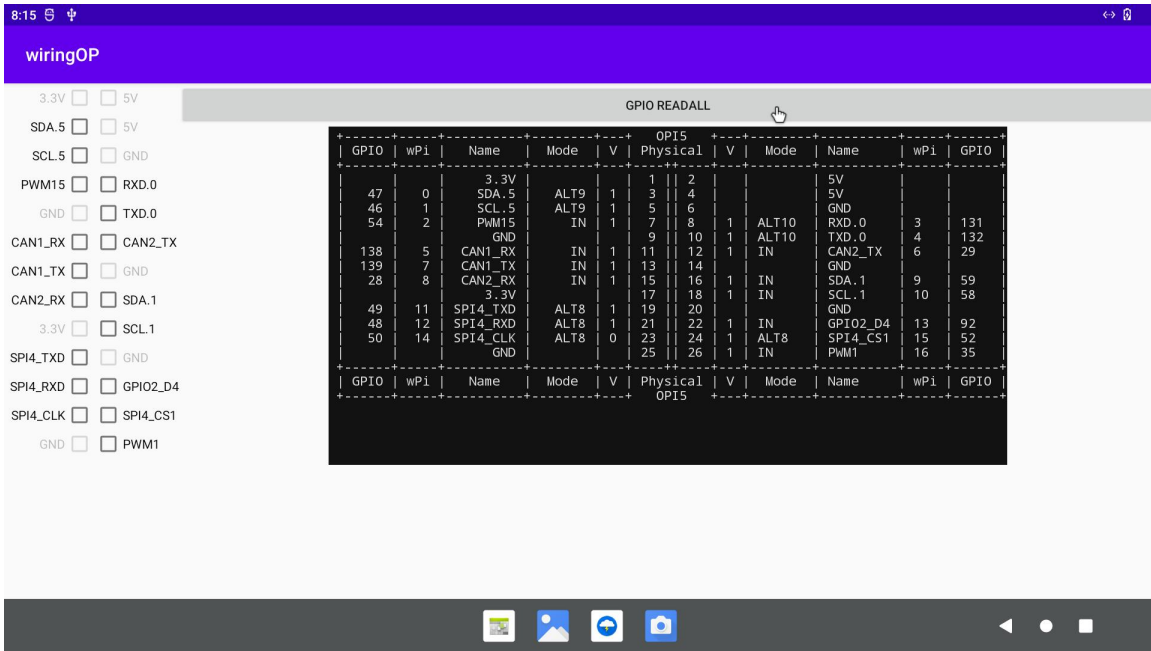 8:15
wiringOP
3.3V 5V
SDA.5 5V
SCL.5 GND
PWM15 RXD.0
GND TXD.0
CAN1_RX CAN2_TX
CAN1_TX GND
CAN2_RX SDA.1
3.3V SCL.1
SPI4_TXD GND
SPI4_RXD GPIO2_D4
SPI4_CLK SPI4_CS1
GND PWM1
GPIO READALL
+------+-----+----------+--------+---+ OPI5 +---+--------+----------+-----+------+
| GPIO | wPi | Name | Mode | V | Physical | V | Mode | Name | wPi | GPIO |
+------+-----+----------+--------+---+----++----+---+--------+----------+-----+------+
| | | 3.3V | | | 1 || 2 | | | 5V | | |
| 47 | 0 | SDA.5 | ALT9 | 1 | 3 || 4 | | | 5V | | |
| 46 | 1 | SCL.5 | ALT9 | 1 | 5 || 6 | | | GND | | |
| 54 | 2 | PWM15 | IN | 1 | 7 || 8 | 1 | ALT10 | RXD.0 | 3 | 131 |
| | | GND | | | 9 || 10 | 1 | ALT10 | TXD.0 | 4 | 132 |
| 138 | 5 | CAN1_RX | IN | 1 | 11 || 12 | 1 | IN | CAN2_TX | 6 | 29 |
| 139 | 7 | CAN1_TX | IN | 1 | 13 || 14 | | | GND | | |
| 28 | 8 | CAN2_RX | IN | 1 | 15 || 16 | 1 | IN | SDA.1 | 9 | 59 |
| | | 3.3V | | | 17 || 18 | 1 | IN | SCL.1 | 10 | 58 |
| 49 | 11 | SPI4_TXD | ALT8 | 1 | 19 || 20 | | | GND | | |
| 48 | 12 | SPI4_RXD | ALT8 | 1 | 21 || 22 | 1 | IN | GPIO2_D4 | 13 | 92 |
| 50 | 14 | SPI4_CLK | ALT8 | 0 | 23 || 24 | 1 | ALT8 | SPI4_CS1 | 15 | 52 |
| | | GND | | | 25 || 26 | 1 | IN | PWM1 | 16 | 35 |
+------+-----+----------+--------+---+----++----+---+--------+----------+-----+------+
| GPIO | wPi | Name | Mode | V | Physical | V | Mode | Name | wPi | GPIO |
+------+-----+----------+--------+---+ OPI5 +---+--------+----------+-----+------+